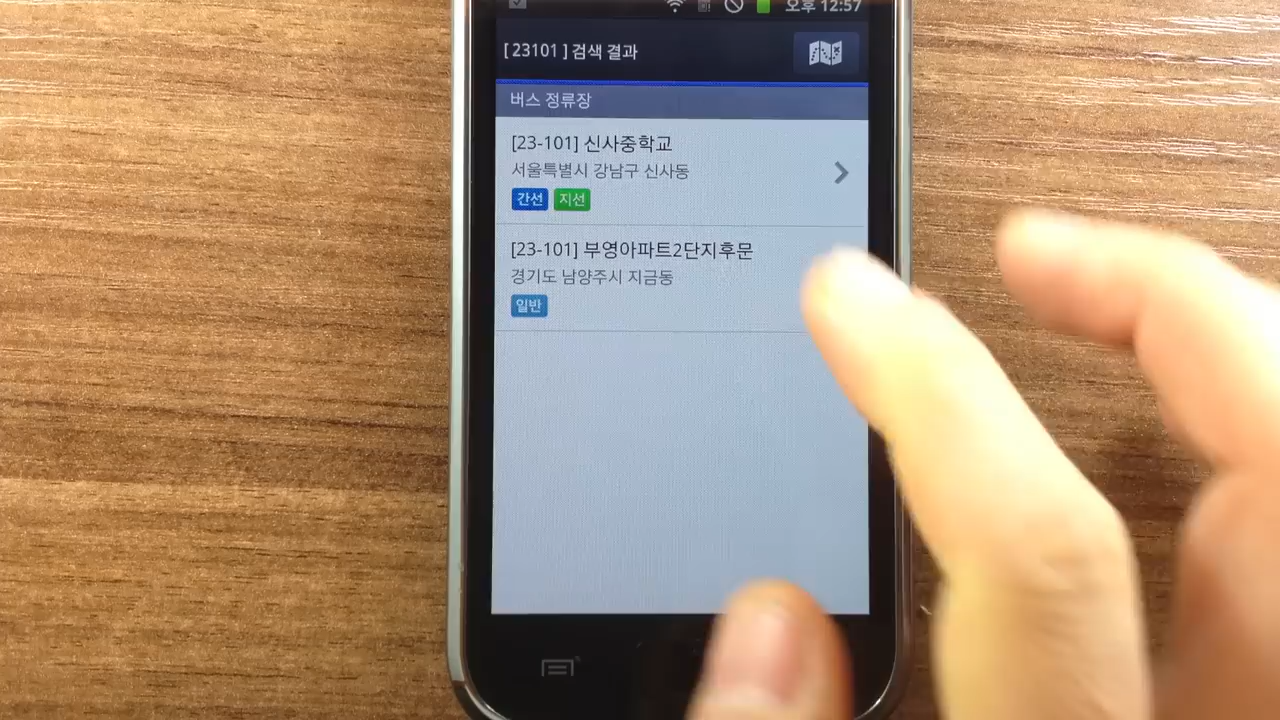 오후 12:57
[ 23101 ] 검색 결과
버스 정류장
[23-101] 신사중학교
서울특별시 강남구 신사동
간선 지선
[23-101] 부영아파트2단지후문
경기도 남양주시 지금동
일반